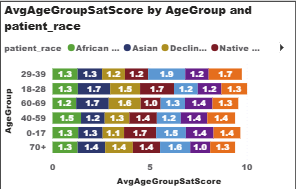 AvgAgeGroupSatScore by AgeGroup and
patient_race
patient_race African ... Asian Declin... Native ...
29-39 1.3 1.3 1.2 1.2 1.9 1.2 1.7
18-28 1.3 1.7 1.5 1.7 1.2 1.2 1.3
60-69 1.2 1.7 1.6 1.0 1.3 1.4 1.3
40-59 1.5 1.2 1.3 1.4 1.2 1.4 1.4
0-17 1.3 1.3 1.1 1.7 1.5 1.4 1.4
70+ 1.3 1.4 1.4 1.4 1.6 1.0 1.3
AgeGroup
0 5 10
AvgAgeGroupSatScore